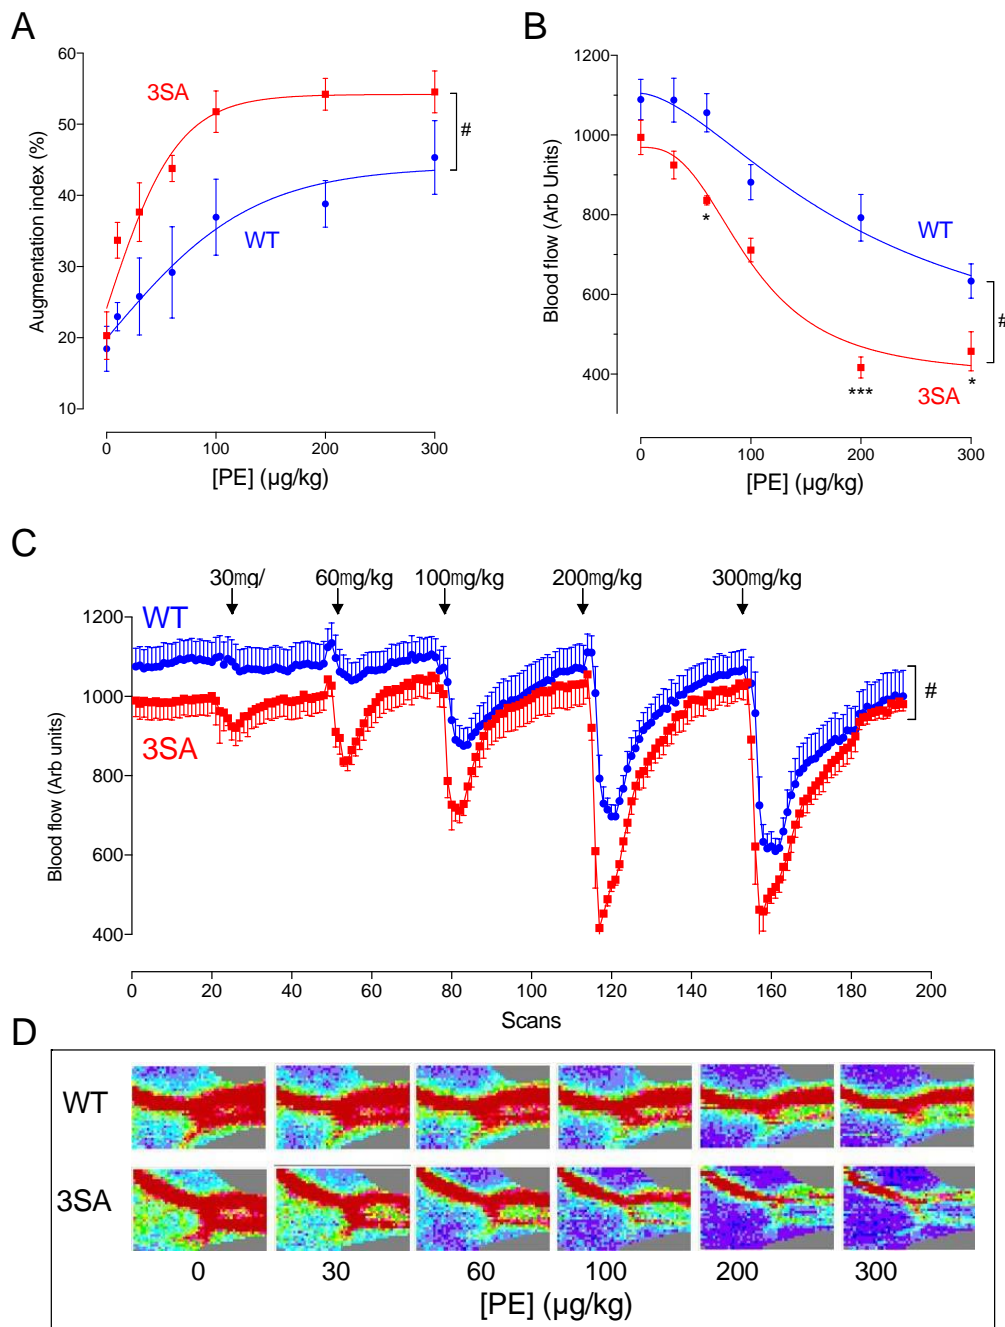 A
60
50
40
30
20
10
Augmentation index (%)
3SA
WT
#
0
100
200
300
[PE] (µg/kg)
B
1200
1000
800
600
400
Blood flow (Arb Units)
WT
*
***
*
3SA
#
0
100
200
300
[PE] (µg/kg)
C
30mg/
60mg/kg
100mg/kg
200mg/kg
300mg/kg
1200
1000
800
600
400
Blood flow (Arb units)
WT
3SA
#
0
20
40
60
80
100
120
140
160
180
200
Scans
D
WT
3SA
0
30
60
100
200
300
[PE] (µg/kg)